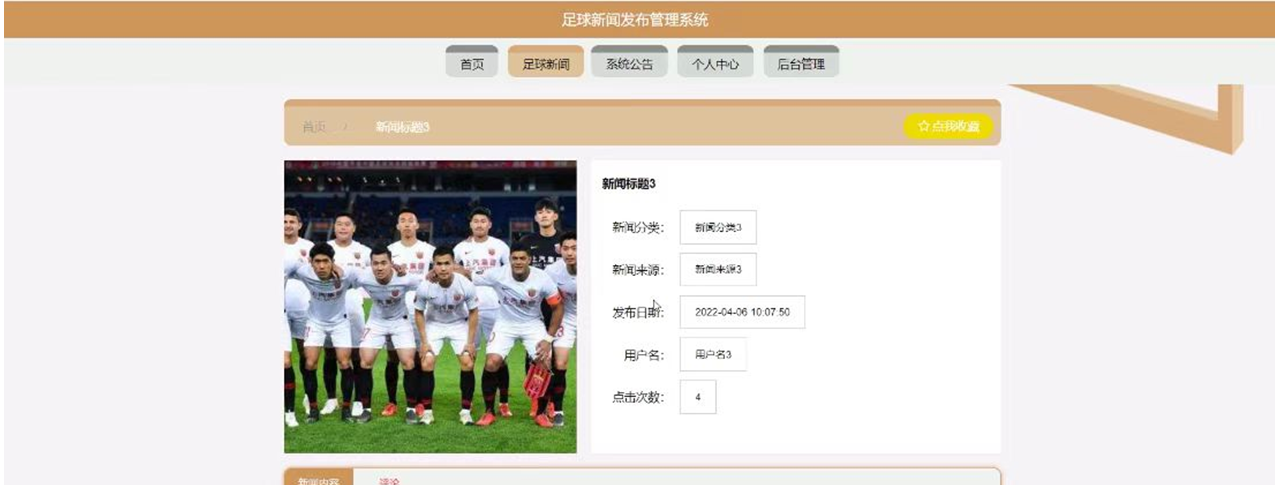 足球新闻发布管理系统
首页 足球新闻 系统公告 个人中心 后台管理
首页 / 新闻标题3 ☆ 点我收藏
新闻标题3
新闻分类: 新闻分类3
新闻来源: 新闻来源3
发布日期: 2022-04-06 10:07:50
用户名: 用户名3
点击次数: 4
上汽集团
新闻内容 评论